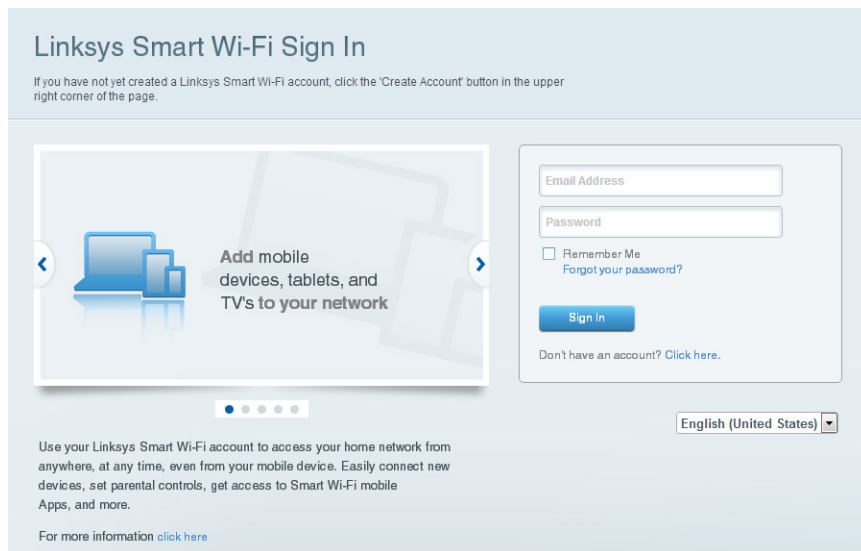 Linksys Smart Wi-Fi Sign In
If you have not yet created a Linksys Smart Wi-Fi account, click the 'Create Account' button in the upper
right corner of the page.
Add mobile
devices, tablets, and
TV's to your network
Email Address
Password
Remember Me
Forgot your password?
Sign In
Don't have an account? Click here.
English (United States)
Use your Linksys Smart Wi-Fi account to access your home network from
anywhere, at any time, even from your mobile device. Easily connect new
devices, set parental controls, get access to Smart Wi-Fi mobile
Apps, and more.
For more information click here